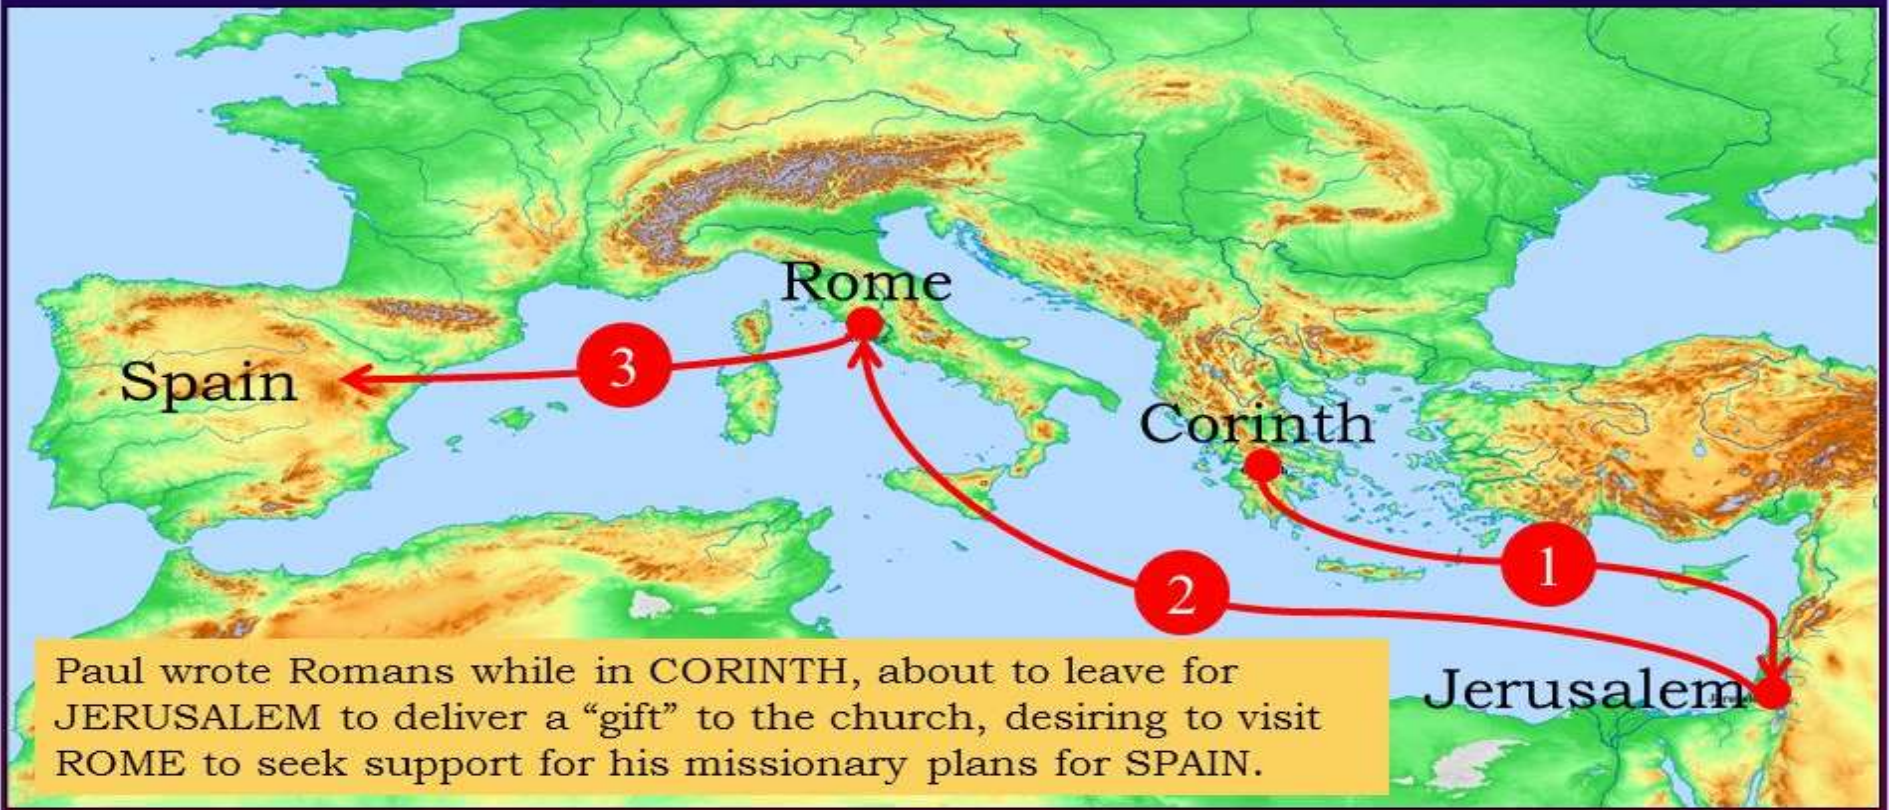 Rome
3
Spain
Corinth
1
2
Jerusalem
Paul wrote Romans while in CORINTH, about to leave for
JERUSALEM to deliver a “gift” to the church, desiring to visit
ROME to seek support for his missionary plans for SPAIN.